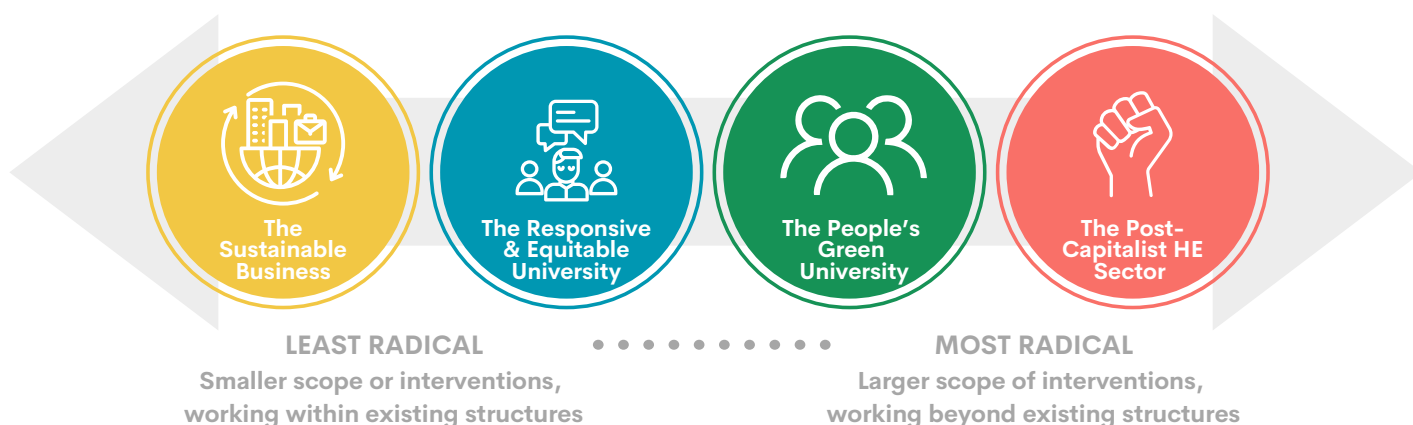 The
Sustainable
Business
The Responsive
& Equitable
University
The People's
Green
University
The Post-
Capitalist HE
Sector
LEAST RADICAL
Smaller scope or interventions,
working within existing structures
MOST RADICAL
Larger scope of interventions,
working beyond existing structures